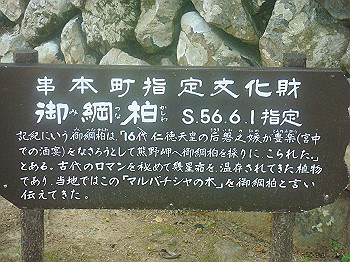 串本町指定文化財
御綱柏 S.56.6.1指定
記紀にいう御綱柏は、「16代 仁徳天皇の后磐之媛が豊楽(宮中
での酒宴)をなさろうとして熊野岬へ御綱柏を採りに、こられた。」
とある。古代のロマンを秘めて幾星霜を、温存されてきた植物
であり、当地ではこの「マルバチシャの木」を御綱柏と言い
伝えてきた。